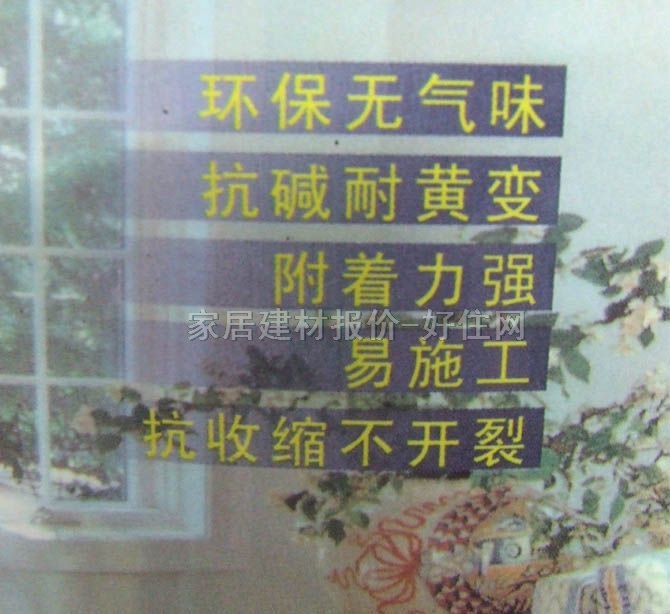 环保无气味
抗碱耐黄变
附着力强
家居建材报价-好住网
易施工
抗收缩不开裂